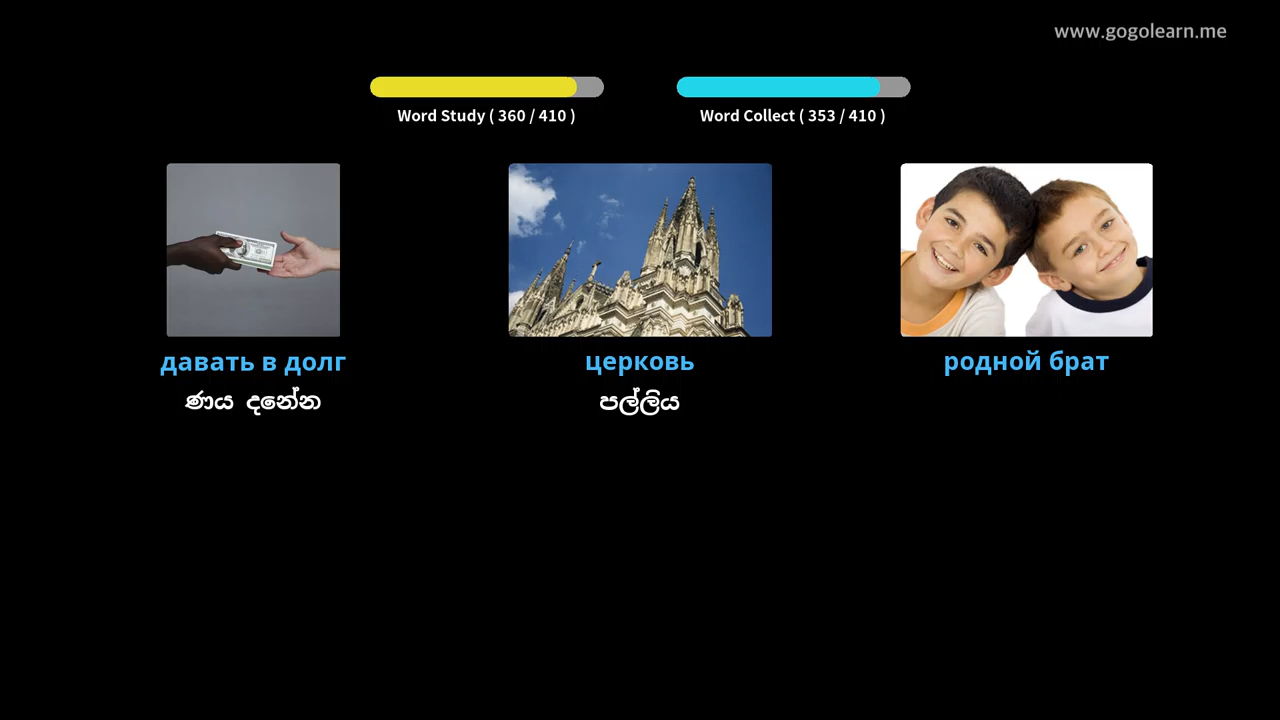 www.gogolearn.me
Word Study ( 360 / 410 )
Word Collect ( 353 / 410 )
давать в долг
церковь
родной брат
ණය දෙන්න
පල්ලිය